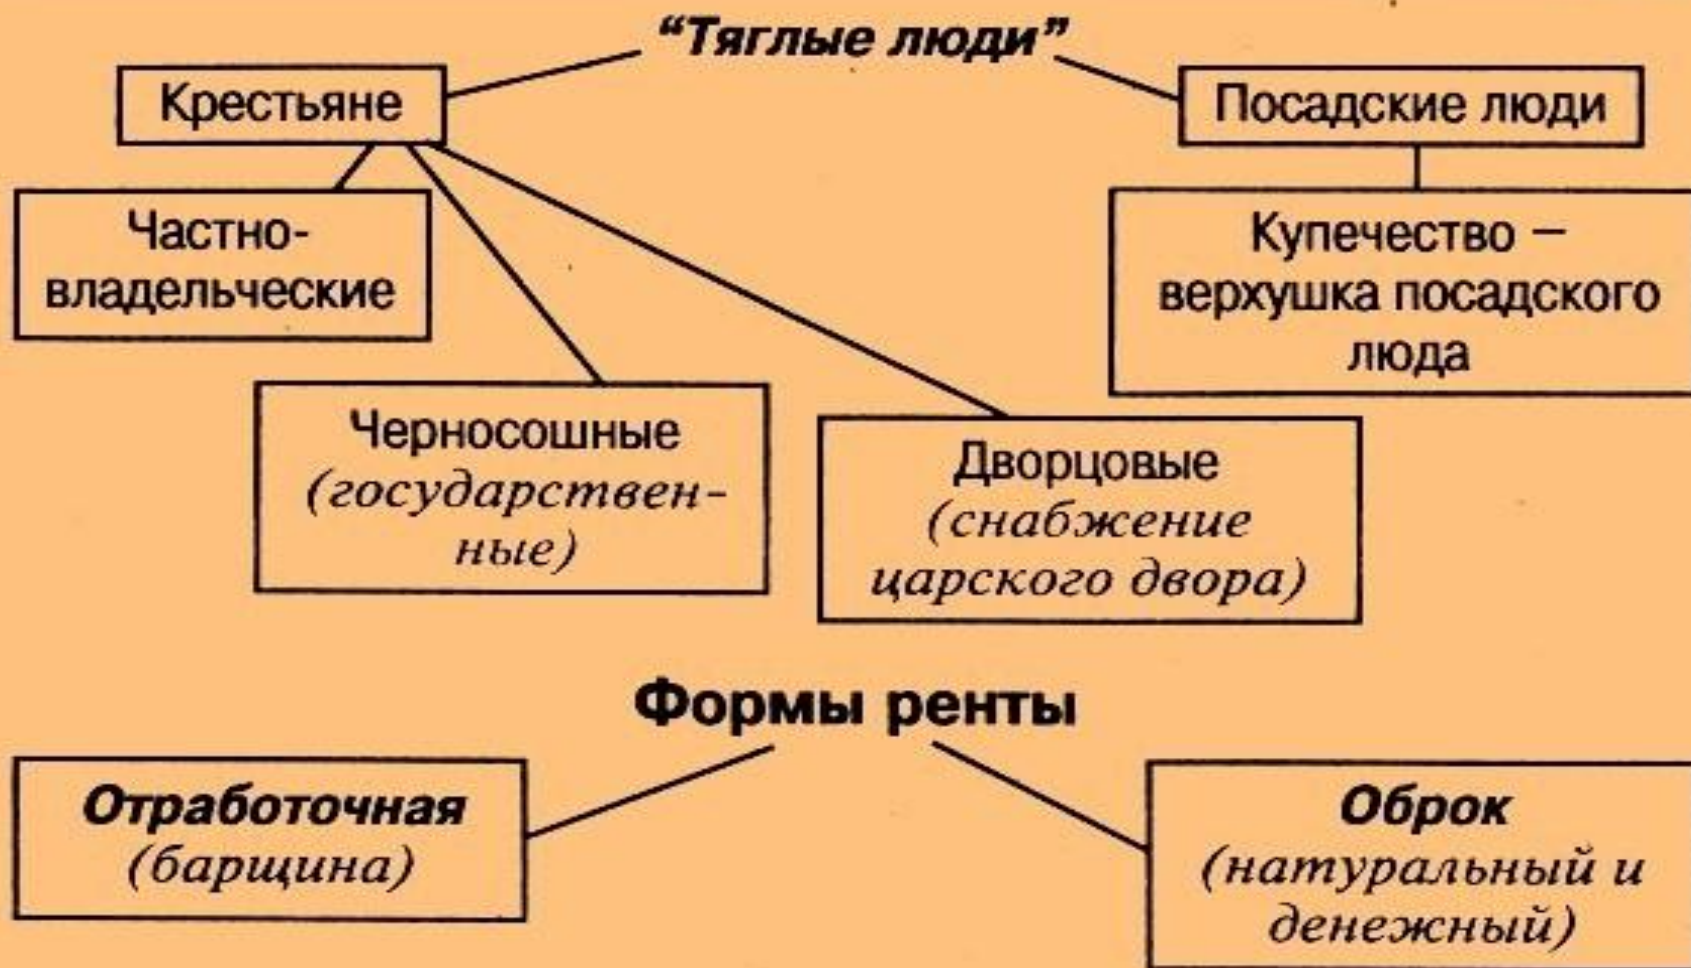 “Тяглые люди”
Крестьяне
Посадские люди
Частно-
владельческие
Купечество –
верхушка посадского
люда
Черносошные
(государствен-
ные)
Дворцовые
(снабжение
царского двора)
Формы ренты
Отработочная
(барщина)
Оброк
(натуральный и
денежный)